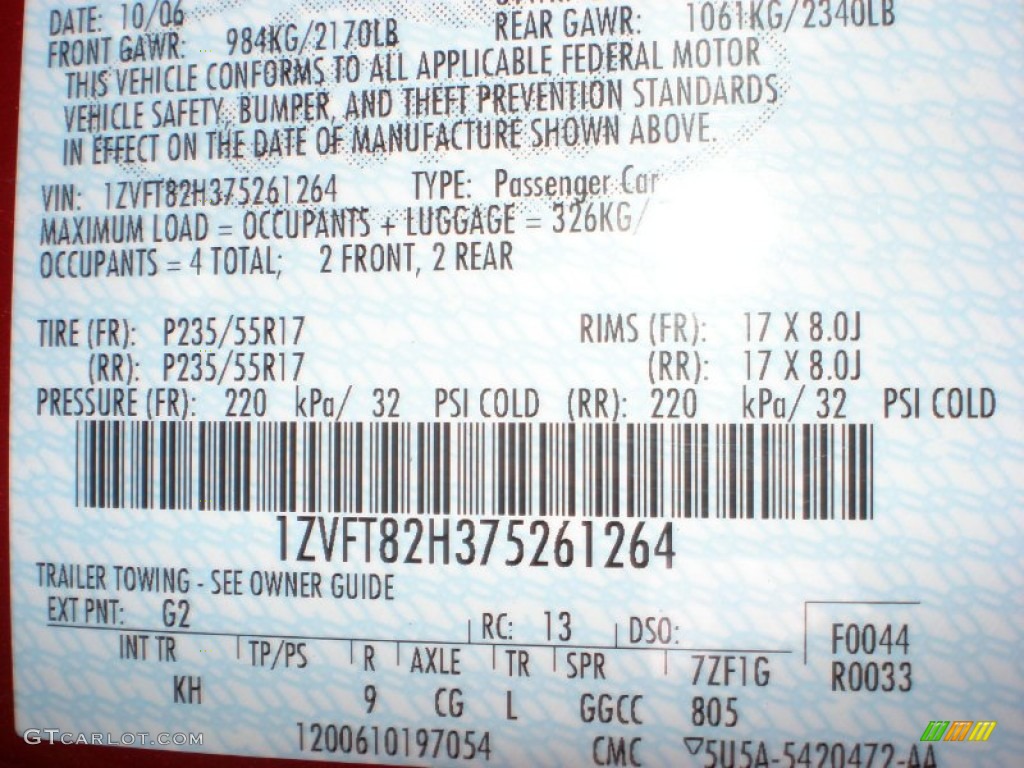 DATE: 10/06
FRONT GAWR: 984KG/2170LB REAR GAWR: 1061KG/2340LB
THIS VEHICLE CONFORMS TO ALL APPLICABLE FEDERAL MOTOR
VEHICLE SAFETY, BUMPER, AND THEFT PREVENTION STANDARDS
IN EFFECT ON THE DATE OF MANUFACTURE SHOWN ABOVE.
VIN: 1ZVFT82H375261264 TYPE: Passenger Car
MAXIMUM LOAD = OCCUPANTS + LUGGAGE = 326KG/
OCCUPANTS = 4 TOTAL; 2 FRONT, 2 REAR
TIRE (FR): P235/55R17 RIMS (FR): 17 X 8.0J
(RR): P235/55R17 (RR): 17 X 8.0J
PRESSURE (FR): 220 kPa/ 32 PSI COLD (RR): 220 kPa/ 32 PSI COLD
1ZVFT82H375261264
TRAILER TOWING - SEE OWNER GUIDE
EXT PNT: G2 RC: 13 DSO: F0044
INT TR TP/PS R AXLE TR SPR 7ZF1G R0033
KH 9 CG L GGCC 805
1200610197054 CMC ▽5U5A-5420472-AA
GTCARLOT.COM